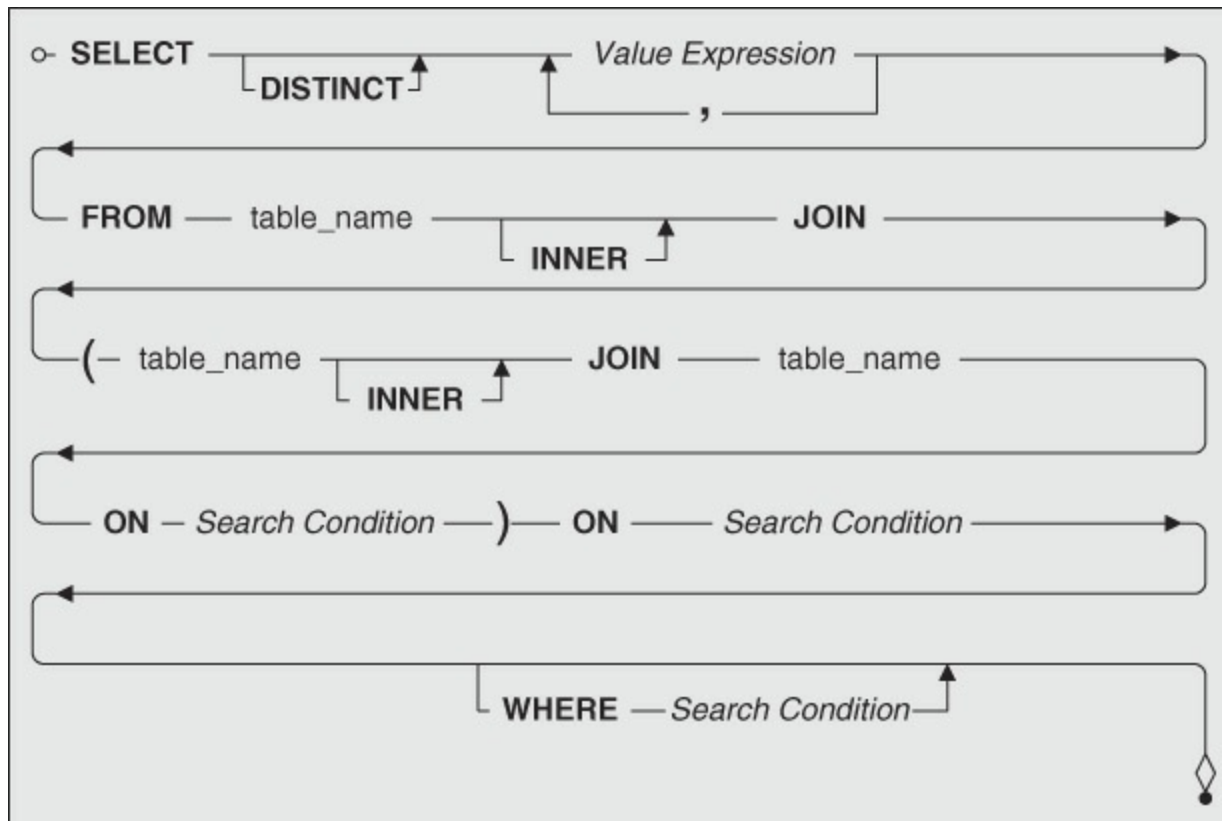 SELECT Value Expression
DISTINCT ,
FROM table_name JOIN
INNER
( table_name JOIN table_name
INNER
ON Search Condition ) ON Search Condition
WHERE Search Condition